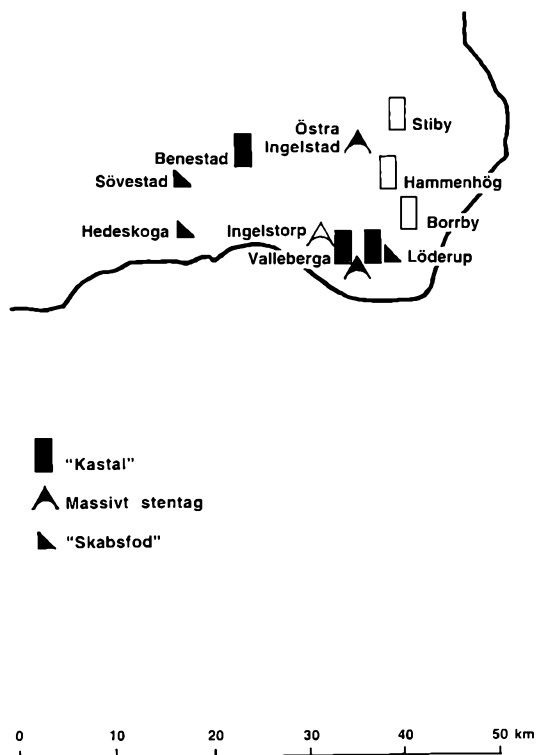 Stiby
Östra
Ingelstad
Benestad
Sövestad
Hammenhög
Borrby
Hedeskoga
Ingelstorp
Valleberga
Löderup
"Kastal"
Massivt stentag
"Skabsfod"
0 10 20 30 40 50 km